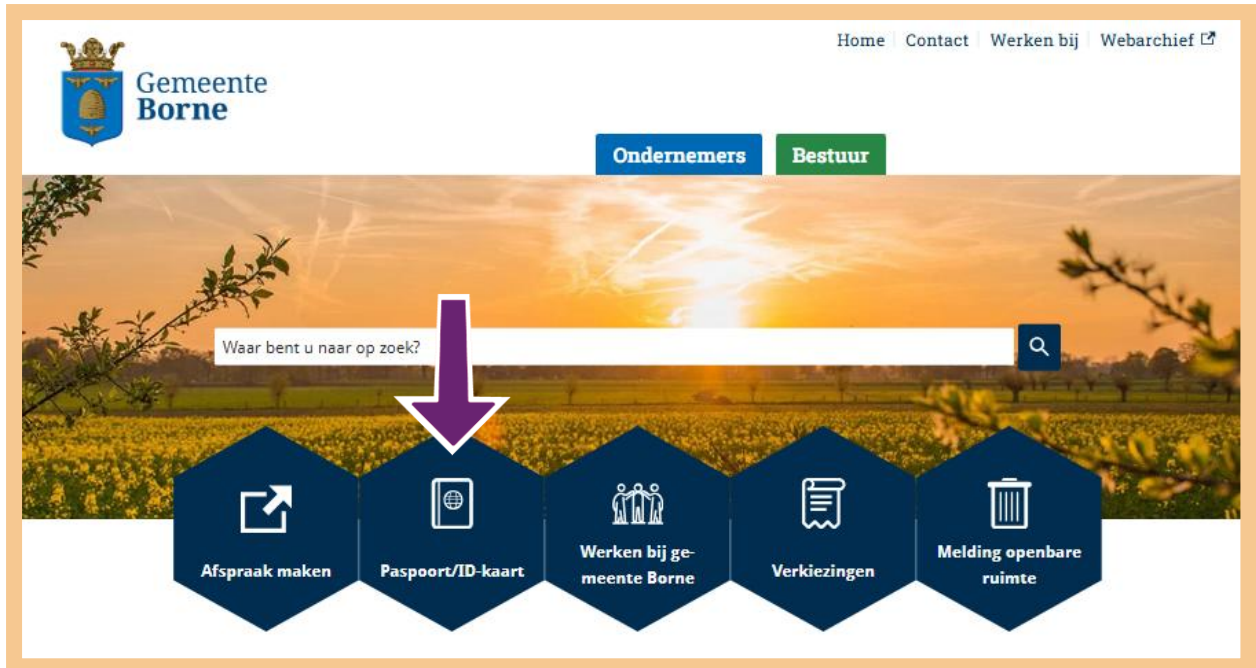 Home Contact Werken bij Webarchief
Gemeente
Borne
Ondernemers Bestuur
Waar bent u naar op zoek?
Afspraak maken
Paspoort/ID-kaart
Werken bij ge-
meente Borne
Verkiezingen
Melding openbare
ruimte